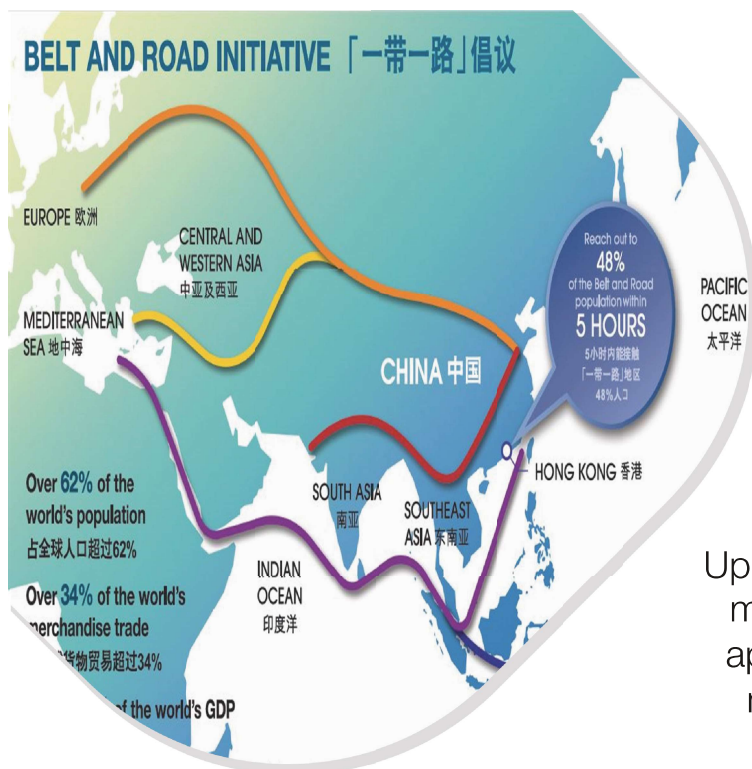 BELT AND ROAD INITIATIVE 「一带一路」倡议
EUROPE 欧洲
CENTRAL AND
WESTERN ASIA
中亚及西亚
MEDITERRANEAN
SEA 地中海
CHINA 中国
Reach out to
48%
of the Belt and Road
population within
5 HOURS
5小时内能接触
「一带一路」地区
48%人口
PACIFIC
OCEAN
太平洋
HONG KONG 香港
SOUTH ASIA
南亚
SOUTHEAST
ASIA 东南亚
INDIAN
OCEAN
印度洋
Over 62% of the
world's population
占全球人口超过62%
Over 34% of the world's
merchandise trade
货物贸易超过34%
of the world's GDP
Up
m
ap